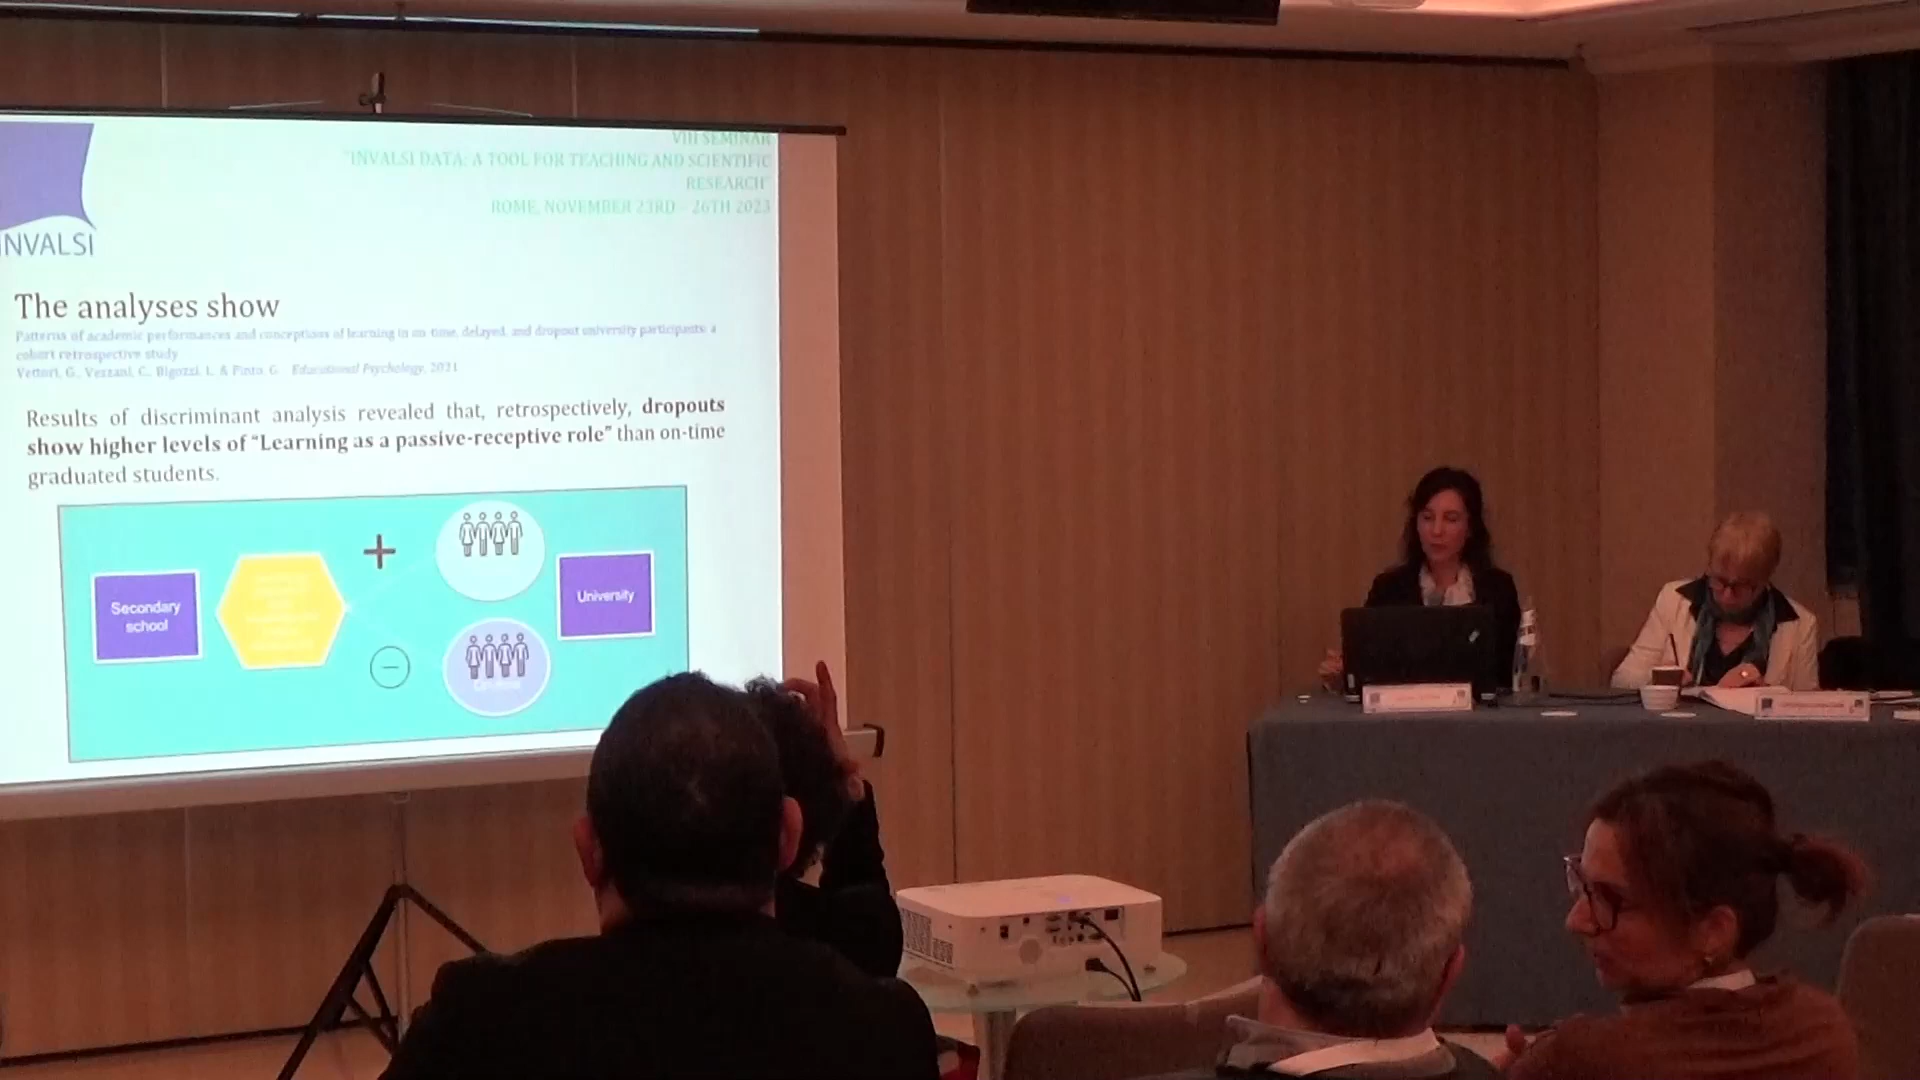 VIII SEMINAR
"INVALSI DATA: A TOOL FOR TEACHING AND SCIENTIFIC
RESEARCH"
ROME, NOVEMBER 23RD - 26TH 2023
INVALSI
The analyses show
Patterns of academic performances and conceptions of learning in on-time, delayed, and dropout university participants: a
cohort retrospective study
Vettori, G., Vezzani, C., Bigozzi, L. & Pinto, G. Educational Psychology, 2021
Results of discriminant analysis revealed that, retrospectively, dropouts
show higher levels of "Learning as a passive-receptive role" than on-time
graduated students.
Secondary
school
+
−
University